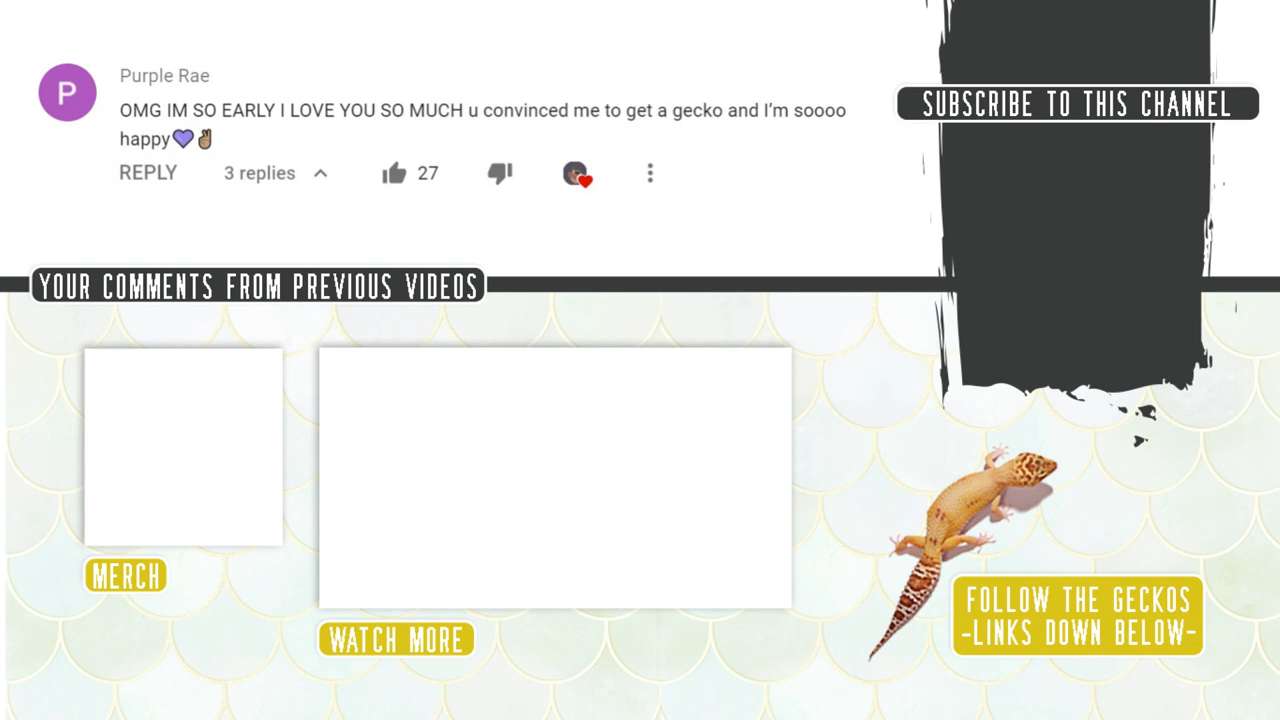 P
Purple Rae
OMG IM SO EARLY I LOVE YOU SO MUCH u convinced me to get a gecko and I'm soooo
happy💜✌🏽
REPLY 3 replies 27
SUBSCRIBE TO THIS CHANNEL
YOUR COMMENTS FROM PREVIOUS VIDEOS
MERCH
WATCH MORE
FOLLOW THE GECKOS
-LINKS DOWN BELOW-